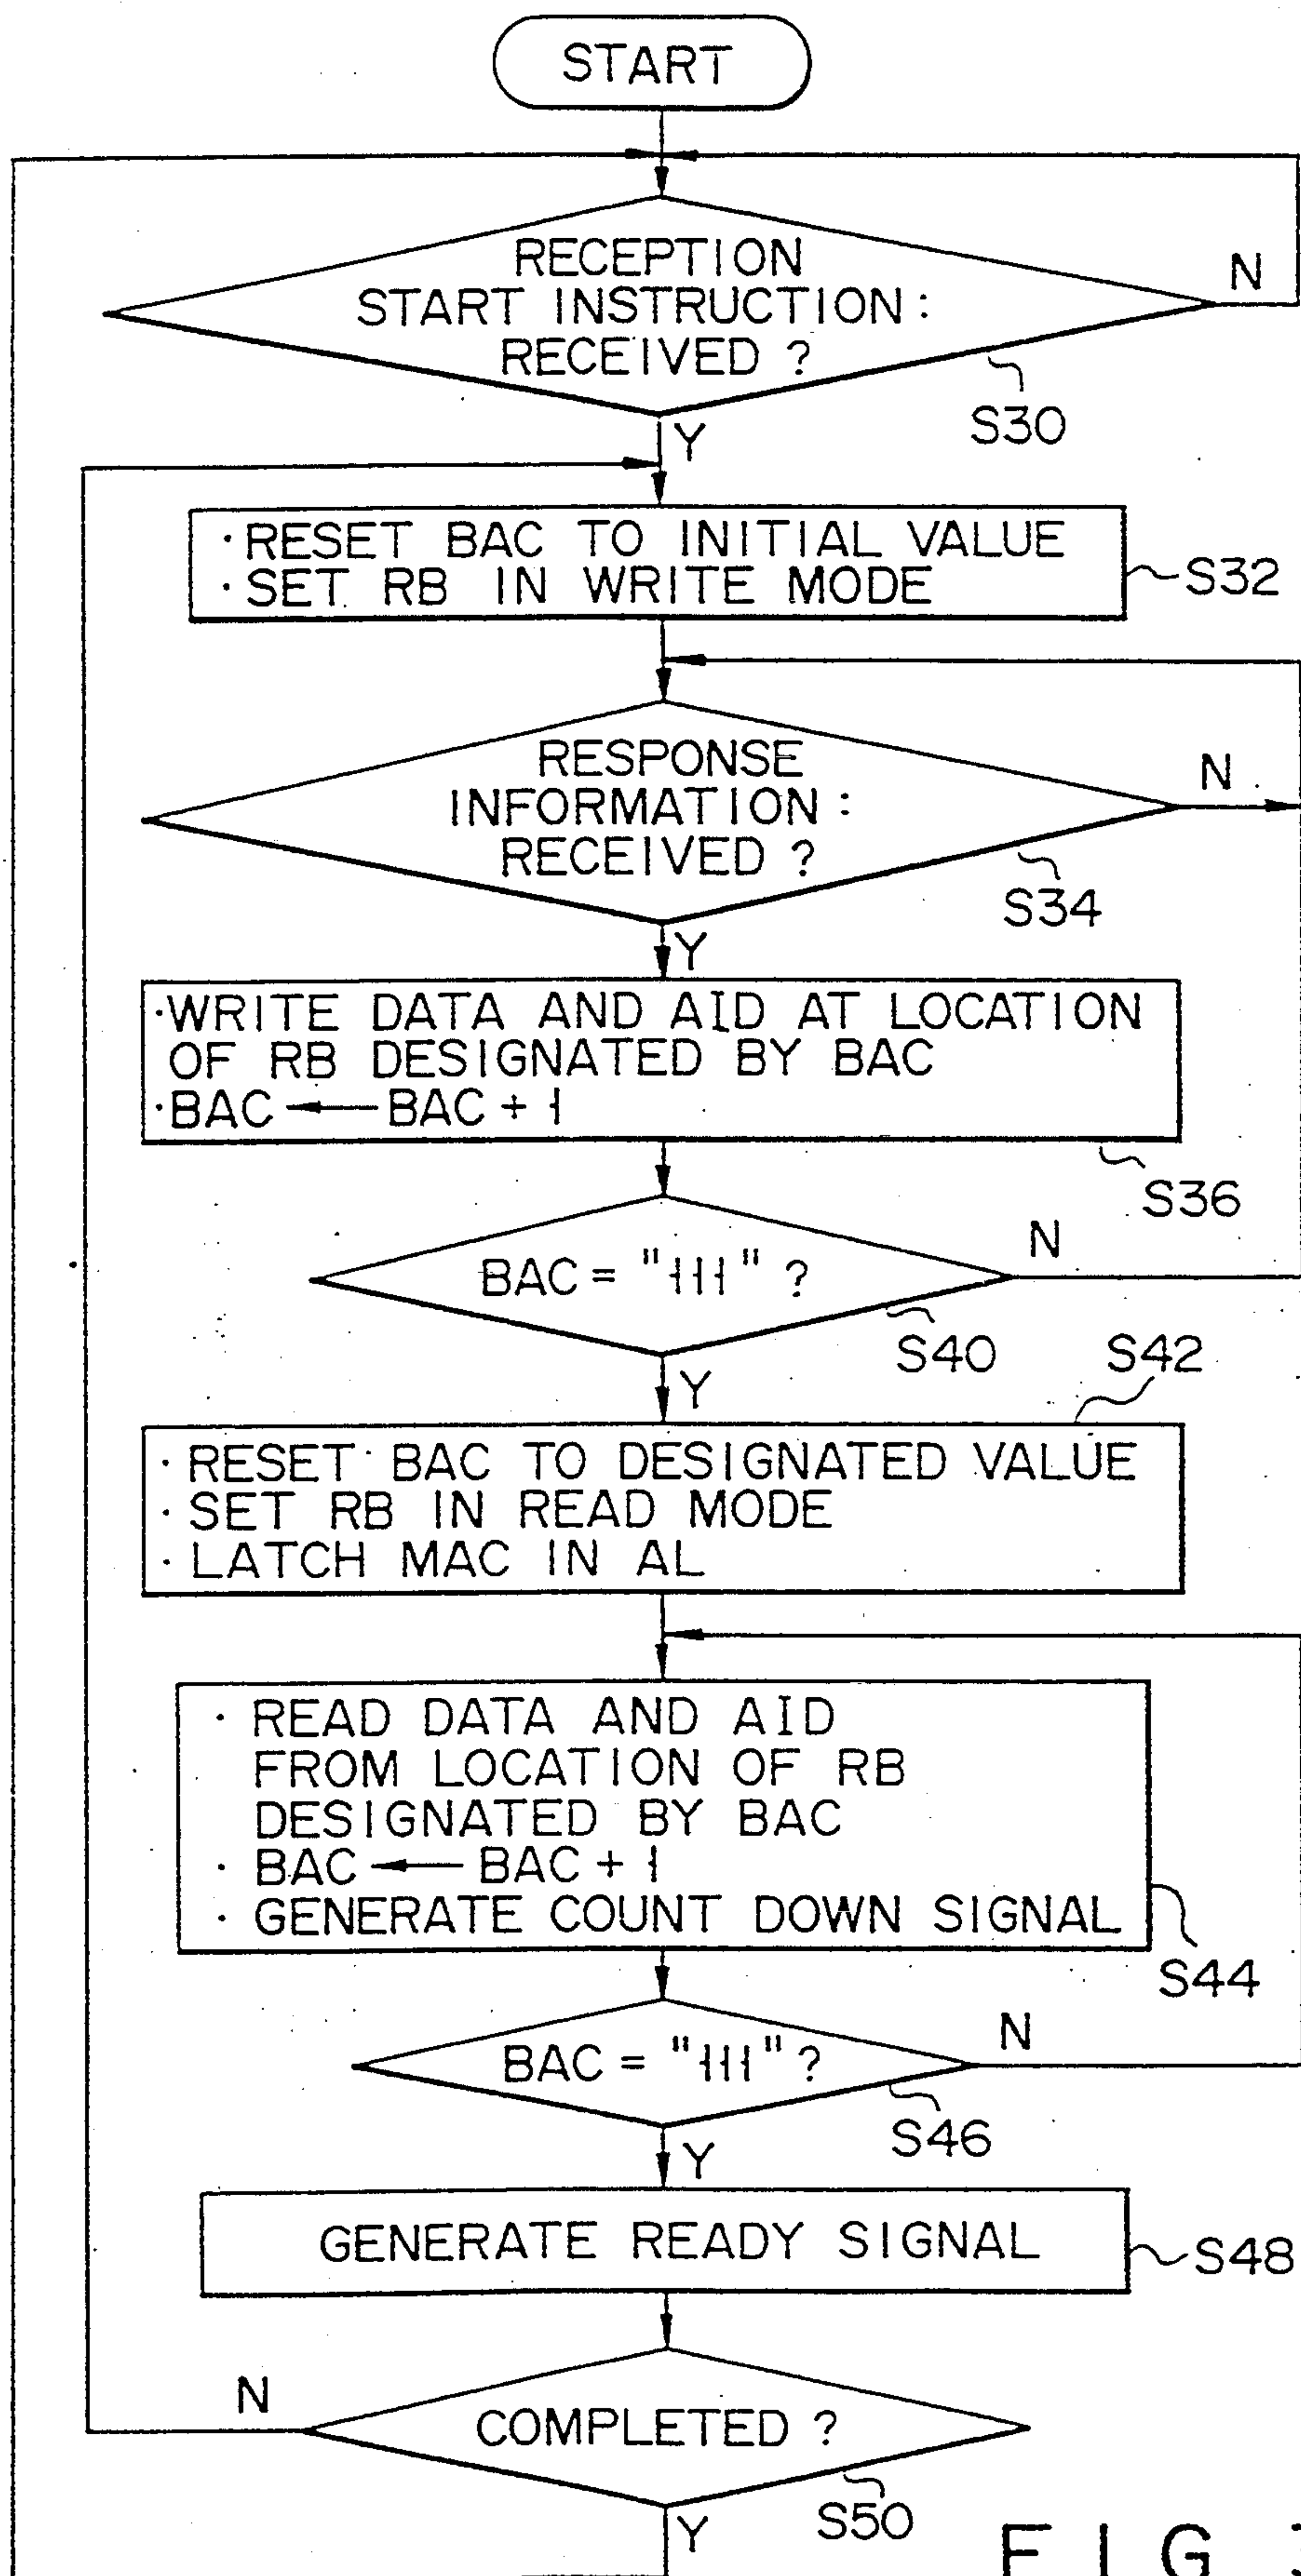 START
RECEPTION
START INSTRUCTION:
RECEIVED ?
N
S30
Y
·RESET BAC TO INITIAL VALUE
·SET RB IN WRITE MODE
S32
RESPONSE
INFORMATION:
RECEIVED ?
N
S34
Y
·WRITE DATA AND AID AT LOCATION
OF RB DESIGNATED BY BAC
·BAC ← BAC + 1
S36
BAC = "111" ?
N
S40
S42
Y
· RESET BAC TO DESIGNATED VALUE
· SET RB IN READ MODE
· LATCH MAC IN AL
· READ DATA AND AID
FROM LOCATION OF RB
DESIGNATED BY BAC
· BAC ← BAC + 1
· GENERATE COUNT DOWN SIGNAL
S44
BAC = "111" ?
N
S46
Y
GENERATE READY SIGNAL
S48
N
COMPLETED ?
S50
Y
FIG